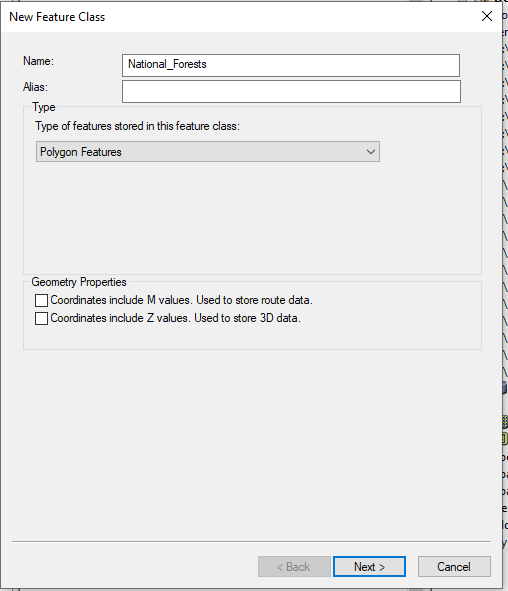 New Feature Class
Name:
National_Forests
Alias:
Type
Type of features stored in this feature class:
Polygon Features
Geometry Properties
Coordinates include M values. Used to store route data.
Coordinates include Z values. Used to store 3D data.
< Back
Next >
Cancel